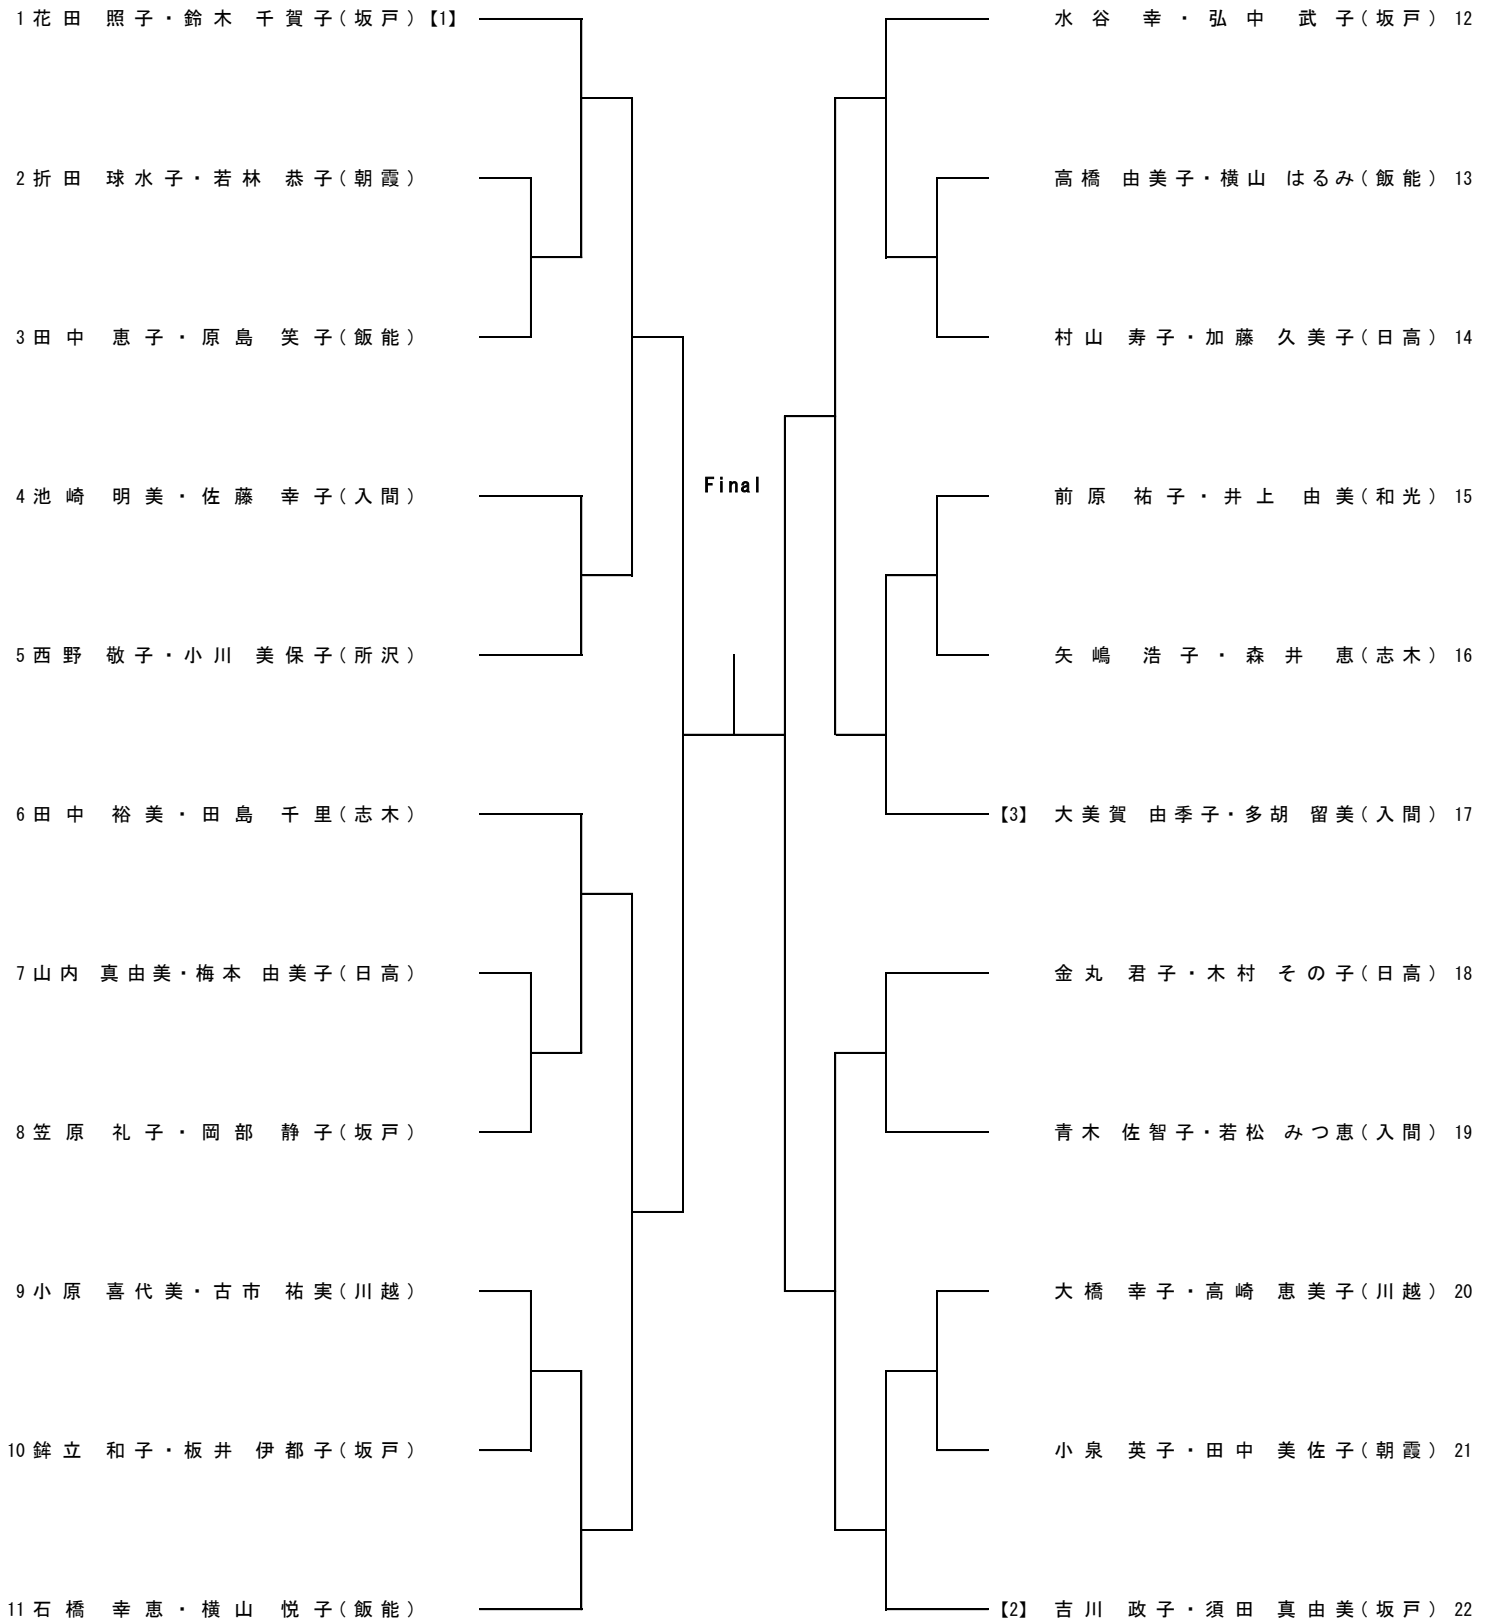 1 花田 照子・鈴木 千賀子(坂戸)【1】
2 折田 球水子・若林 恭子(朝霞)
3 田中 恵子・原島 笑子(飯能)
4 池崎 明美・佐藤 幸子(入間)
5 西野 敬子・小川 美保子(所沢)
6 田中 裕美・田島 千里(志木)
7 山内 真由美・梅本 由美子(日高)
8 笠原 礼子・岡部 静子(坂戸)
9 小原 喜代美・古市 祐実(川越)
10 鉾立 和子・板井 伊都子(坂戸)
11 石橋 幸恵・横山 悦子(飯能)
Final
水谷 幸・弘中 武子(坂戸) 12
高橋 由美子・横山 はるみ(飯能) 13
村山 寿子・加藤 久美子(日高) 14
前原 祐子・井上 由美(和光) 15
矢嶋 浩子・森井 恵(志木) 16
【3】 大美賀 由季子・多胡 留美(入間) 17
金丸 君子・木村 その子(日高) 18
青木 佐智子・若松 みつ恵(入間) 19
大橋 幸子・高崎 恵美子(川越) 20
小泉 英子・田中 美佐子(朝霞) 21
【2】 吉川 政子・須田 真由美(坂戸) 22